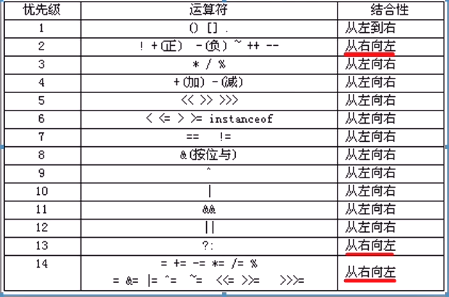 优先级 运算符 结合性
1 () [] . 从左到右
2 ! +(正) -(负) ~ ++ -- 从右向左
3 * / % 从左向右
4 +(加) -(减) 从左向右
5 << >> >>> 从左向右
6 < <= > >= instanceof 从左向右
7 == != 从左向右
8 &(按位与) 从左向右
9 ^ 从左向右
10 | 从左向右
11 && 从左向右
12 || 从左向右
13 ?: 从右向左
14 = += -= *= /= % 从右向左
= &= |= ^= ~= <<= >>= >>>=